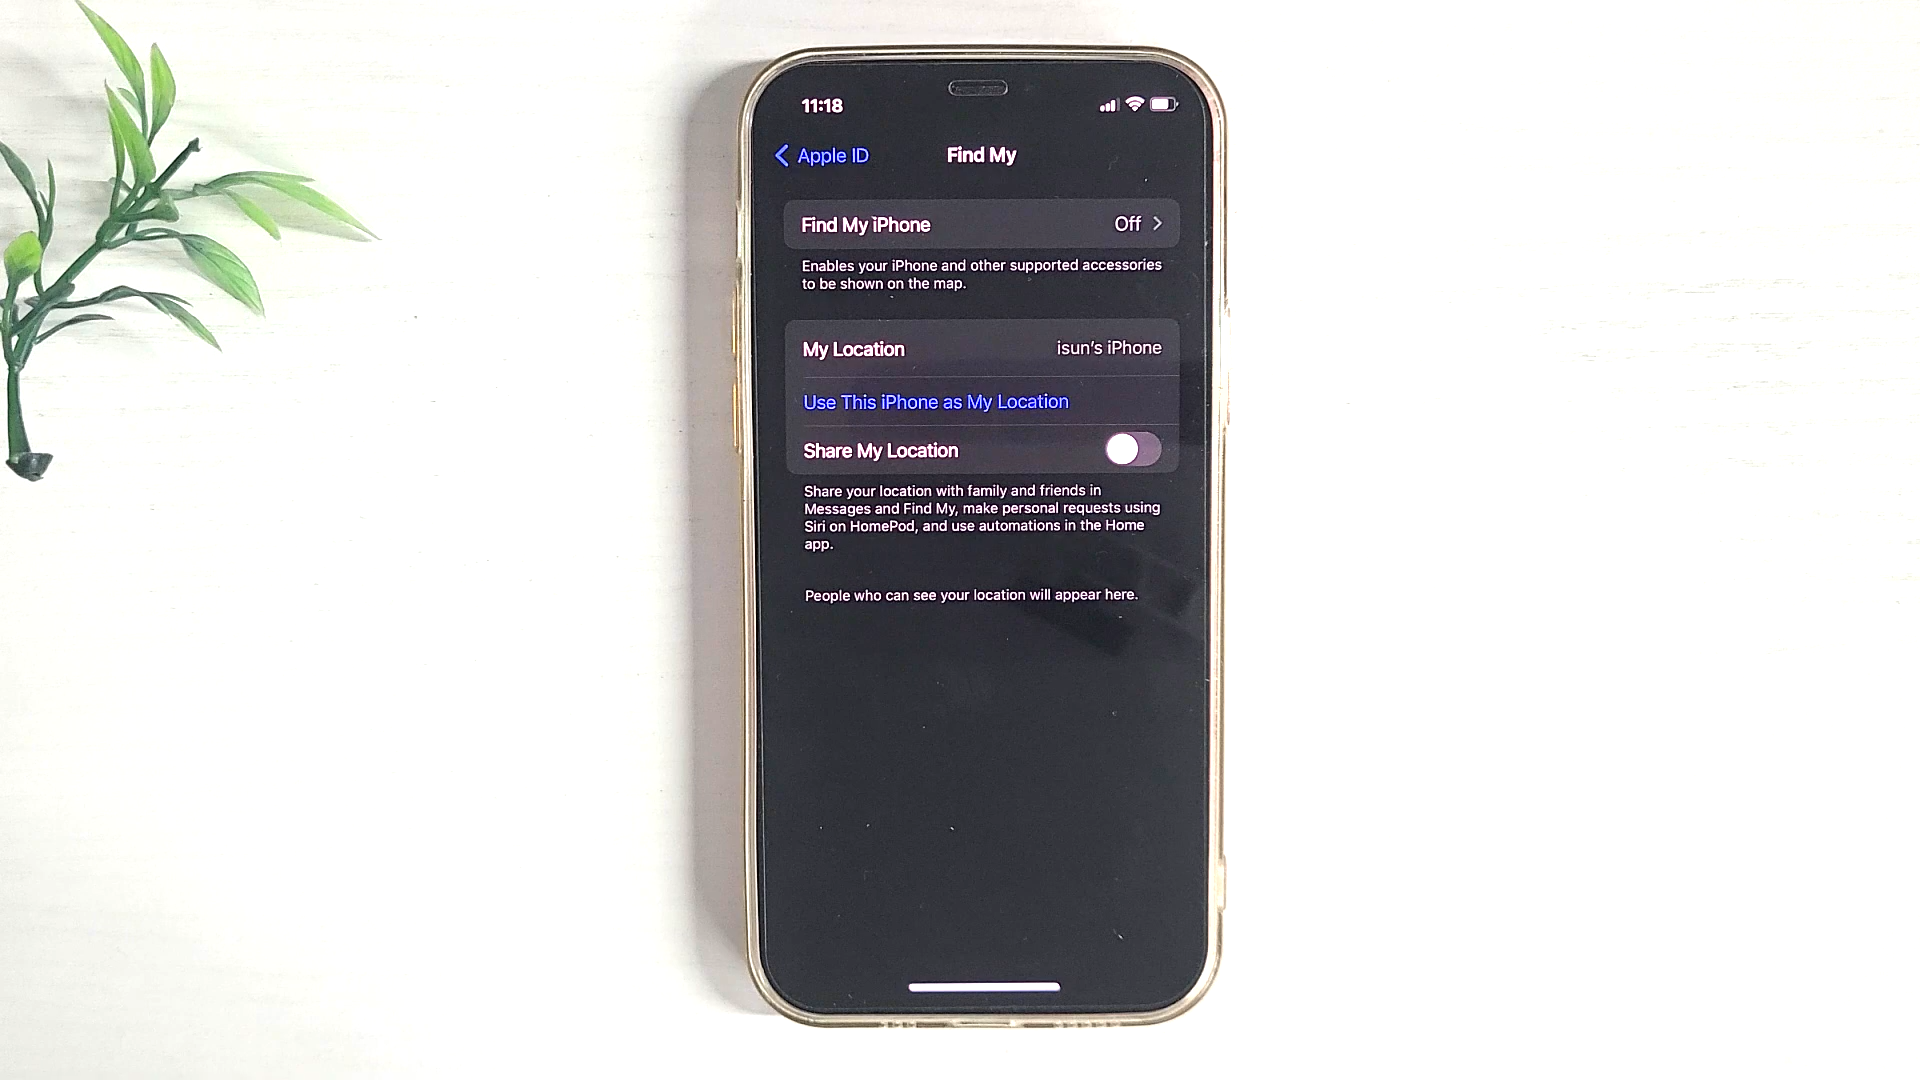 11:18
Apple ID
Find My
Find My iPhone Off
Enables your iPhone and other supported accessories
to be shown on the map.
My Location isun's iPhone
Use This iPhone as My Location
Share My Location
Share your location with family and friends in
Messages and Find My, make personal requests using
Siri on HomePod, and use automations in the Home
app.
People who can see your location will appear here.